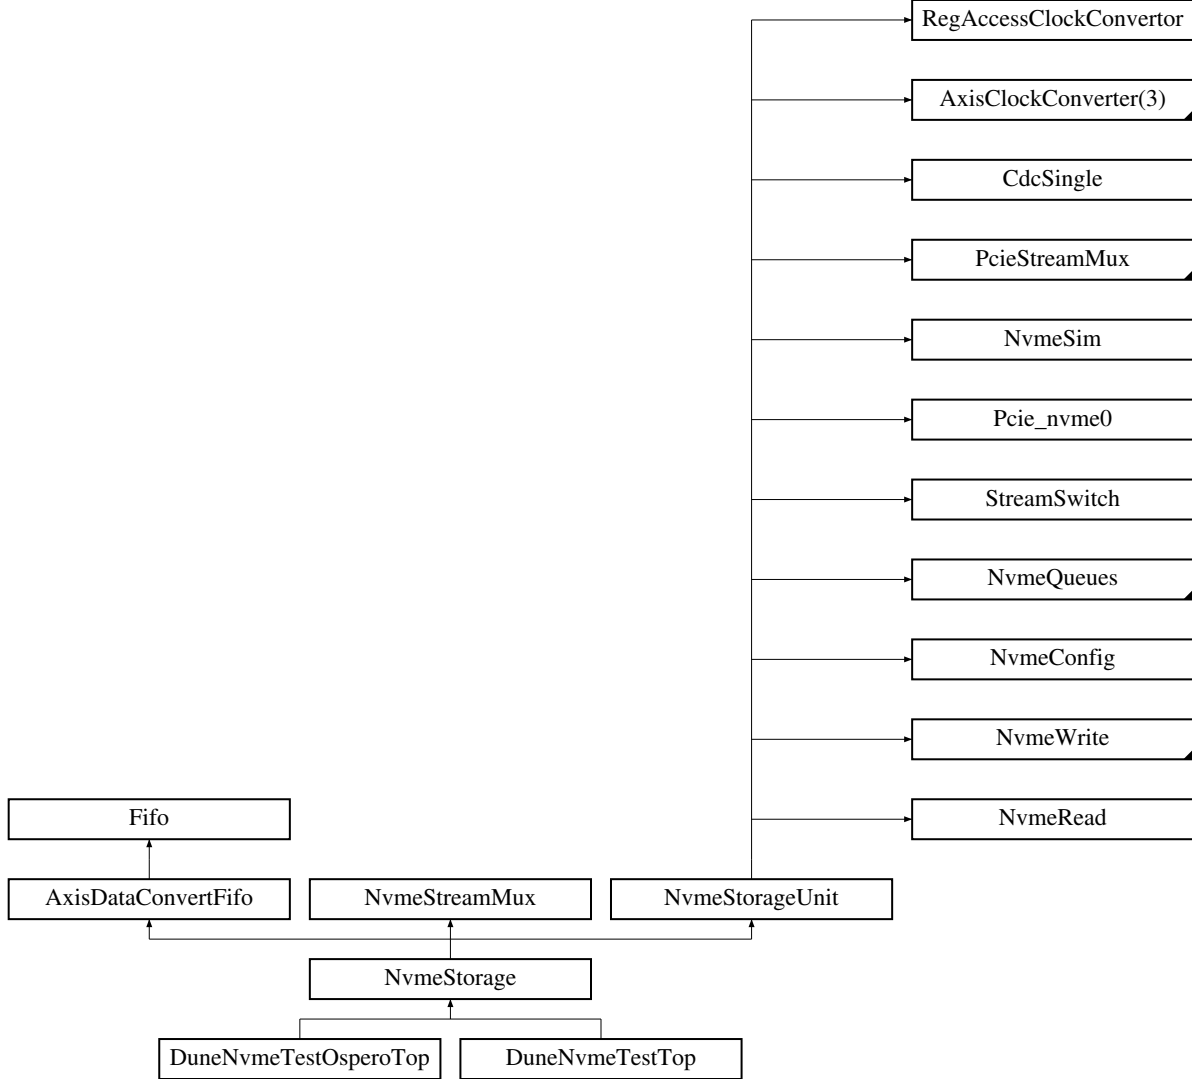 RegAccessClockConvertor
AxisClockConverter(3)
CdcSingle
PcieStreamMux
NvmeSim
Pcie_nvme0
StreamSwitch
NvmeQueues
NvmeConfig
NvmeWrite
Fifo
NvmeRead
AxisDataConvertFifo
NvmeStreamMux
NvmeStorageUnit
NvmeStorage
DuneNvmeTestOsperoTop
DuneNvmeTestTop